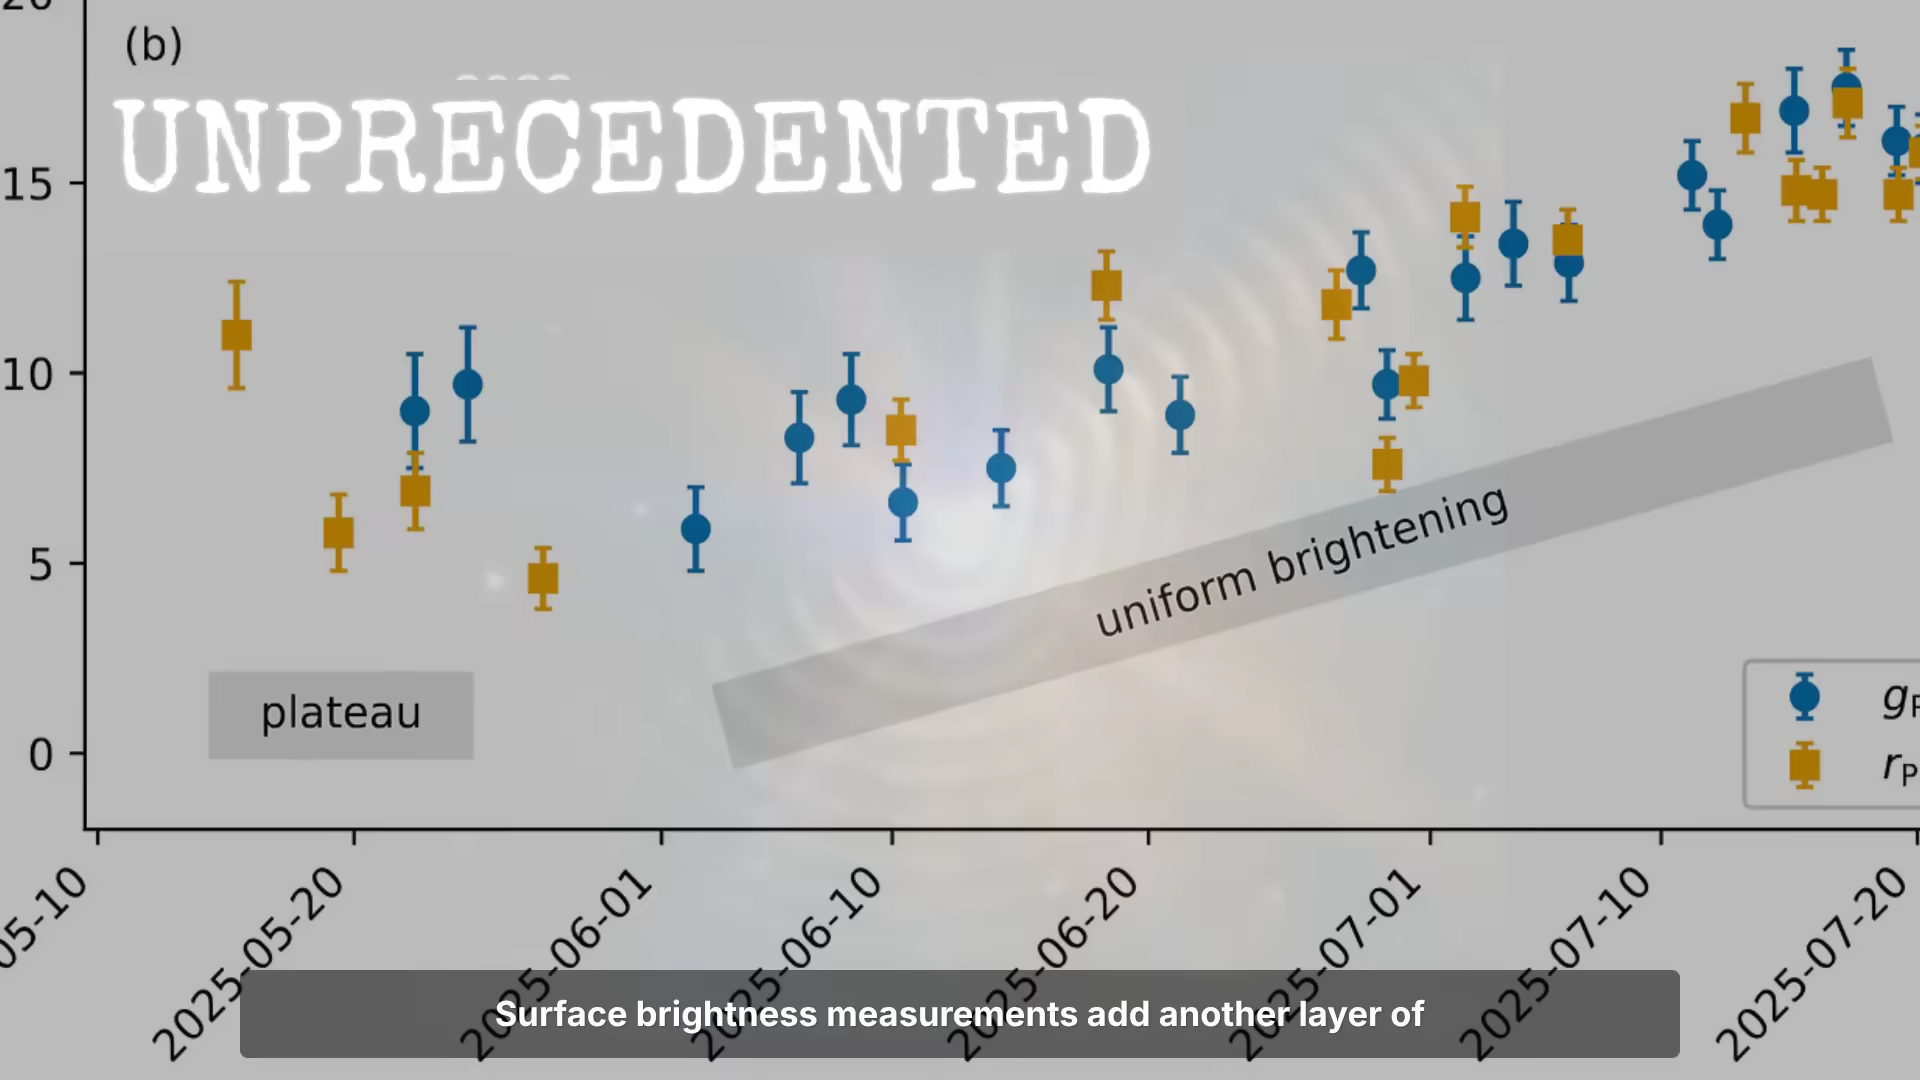 20
(b)
UNPRECEDENTED
15
10
uniform brightening
5
plateau
g
0
r P
05-10
2025-05-20
2025-06-01
2025-06-10
2025-06-20
2025-07-01
2025-07-10
2025-07-20
Surface brightness measurements add another layer of